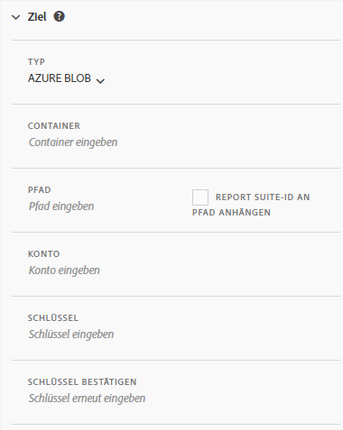 Ziel ?
TYP
AZURE BLOB
CONTAINER
Container eingeben
PFAD
Pfad eingeben
REPORT SUITE-ID AN
PFAD ANHÄNGEN
KONTO
Konto eingeben
SCHLÜSSEL
Schlüssel eingeben
SCHLÜSSEL BESTÄTIGEN
Schlüssel erneut eingeben